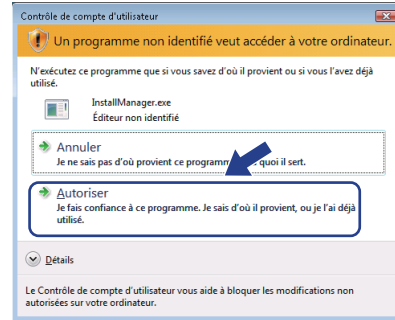 Contrôle de compte d'utilisateur
Un programme non identifié veut accéder à votre ordinateur.
N'exécutez ce programme que si vous savez d'où il provient ou si vous l'avez déjà
utilisé.
InstallManager.exe
Éditeur non identifié
Annuler
Je ne sais pas d'où provient ce programme quoi il sert.
Autoriser
Je fais confiance à ce programme. Je sais d'où il provient, ou je l'ai déjà
utilisé.
Détails
Le Contrôle de compte d'utilisateur vous aide à bloquer les modifications non
autorisées sur votre ordinateur.